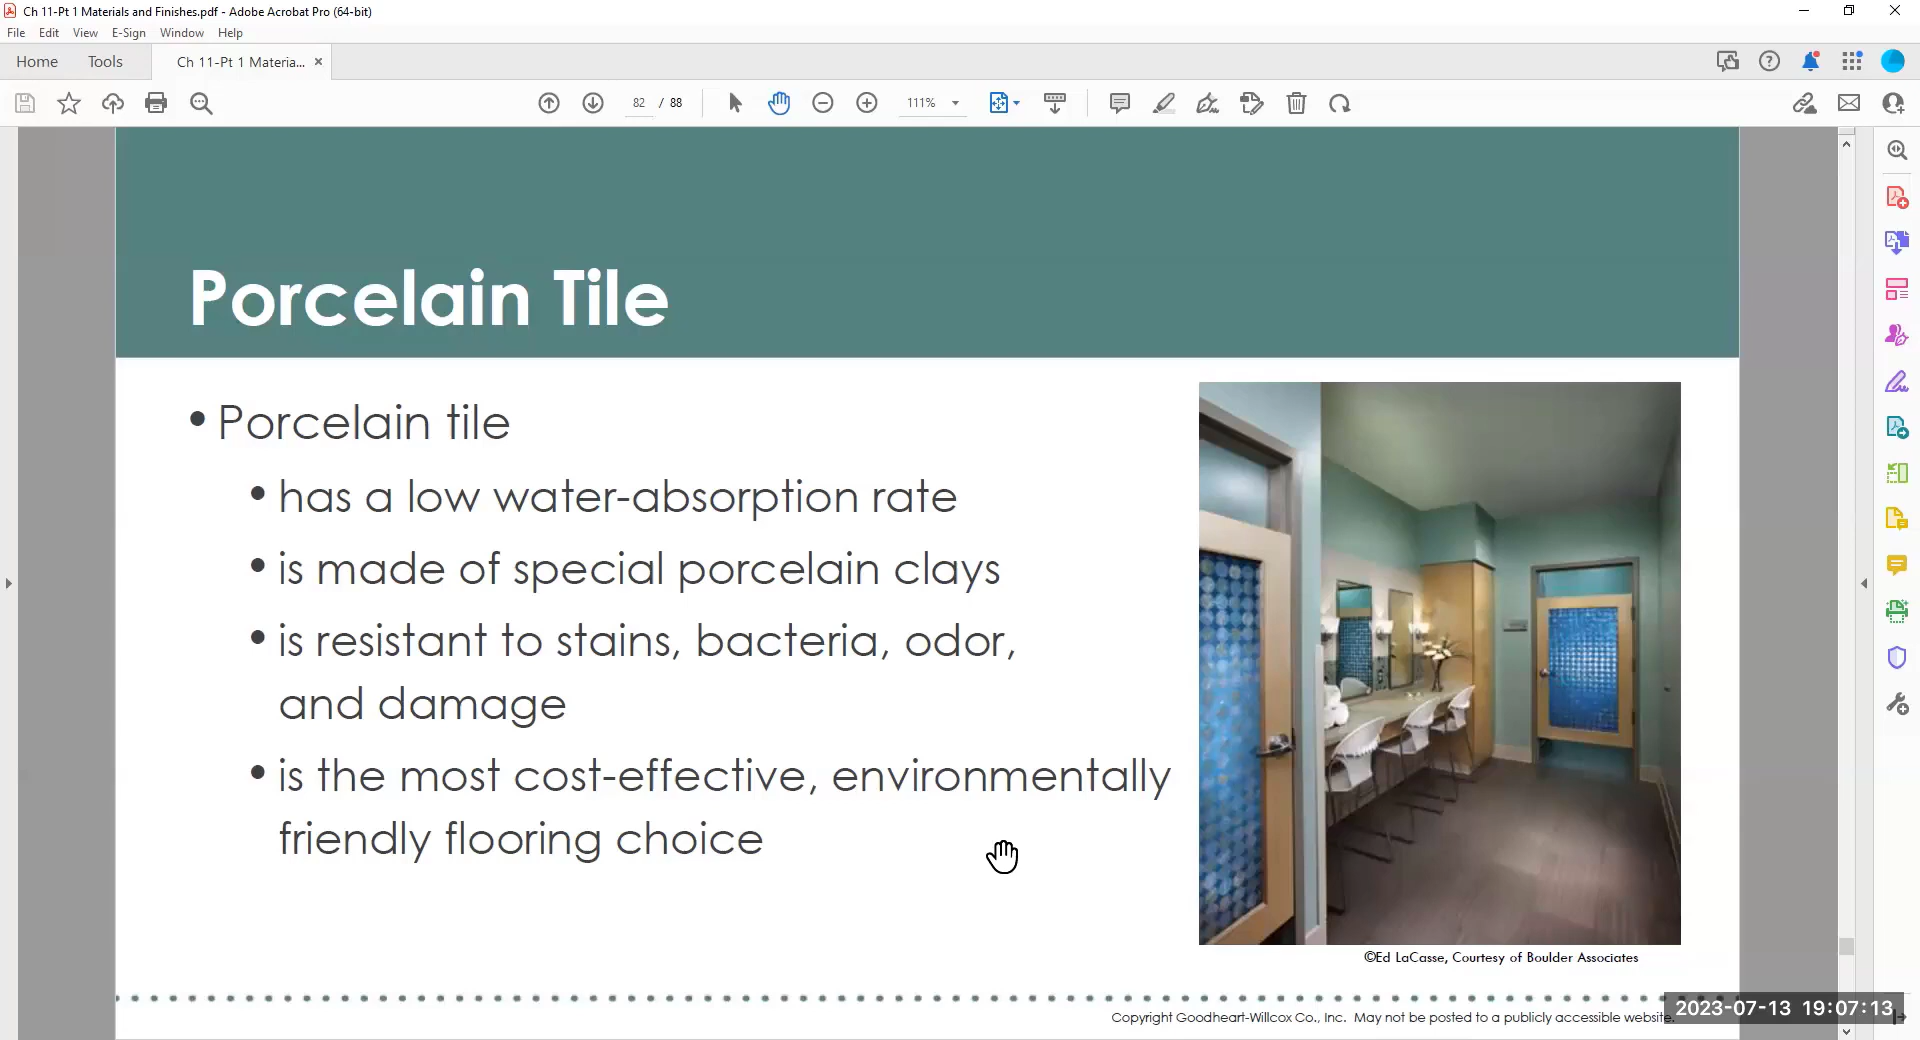 Ch 11-Pt 1 Materials and Finishes.pdf - Adobe Acrobat Pro (64-bit)
File Edit View E-Sign Window Help
Home Tools Ch 11-Pt 1 Materia... ×
82 / 88 111%
Porcelain Tile
• Porcelain tile
• has a low water-absorption rate
• is made of special porcelain clays
• is resistant to stains, bacteria, odor,
and damage
• is the most cost-effective, environmentally
friendly flooring choice
©Ed LaCasse, Courtesy of Boulder Associates
Copyright Goodheart-Willcox Co., Inc. May not be posted to a publicly accessible website.
2023-07-13 19:07:13